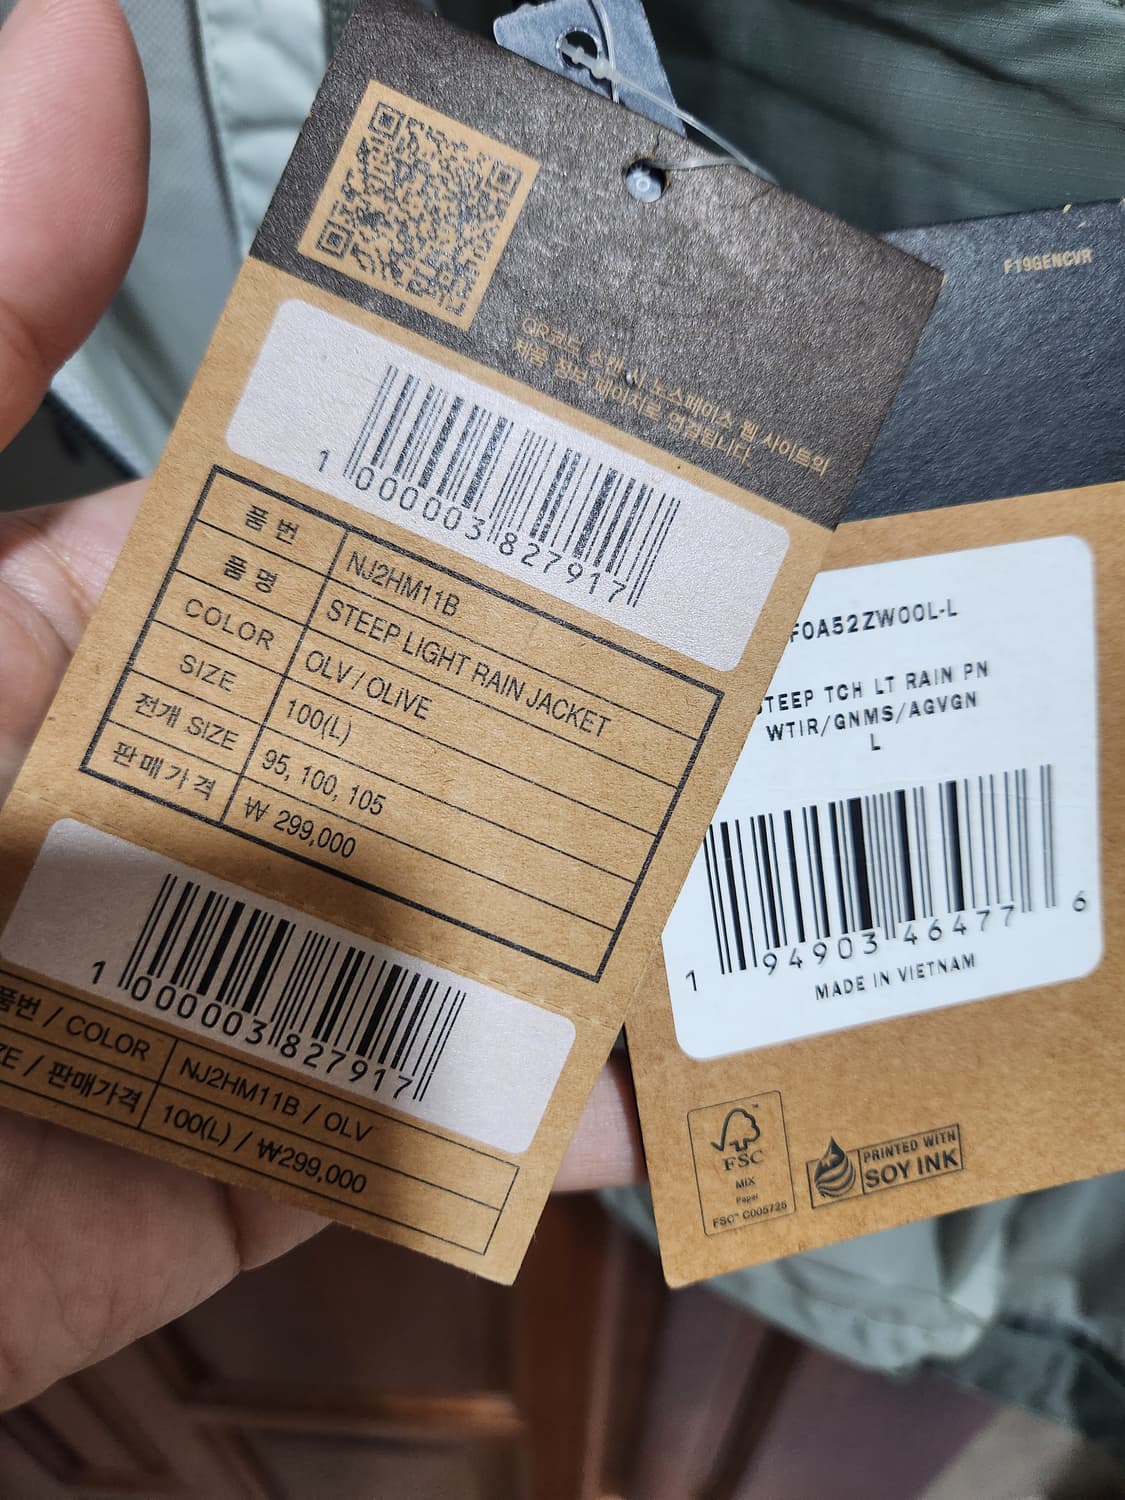 QR코드 스캔 시 노스페이스 웹 사이트의
제품 정보 페이지로 연결됩니다.
1 000003 827917
품 번 NJ2HM11B
품 명 STEEP LIGHT RAIN JACKET
COLOR OLV / OLIVE
SIZE 100(L)
전개 SIZE 95, 100, 105
판매가격 ₩ 299,000
1 000003 827917
품번 / COLOR NJ2HM11B / OLV
ZE / 판매가격 100(L) / ₩299,000
F19GENCVR
F0A52ZW00L-L
TEEP TCH LT RAIN PN
WTIR/GNMS/AGVGN
L
1 94903 46477 6
MADE IN VIETNAM
FSC
MIX
Paper
FSC™ C005725
PRINTED WITH
SOY INK